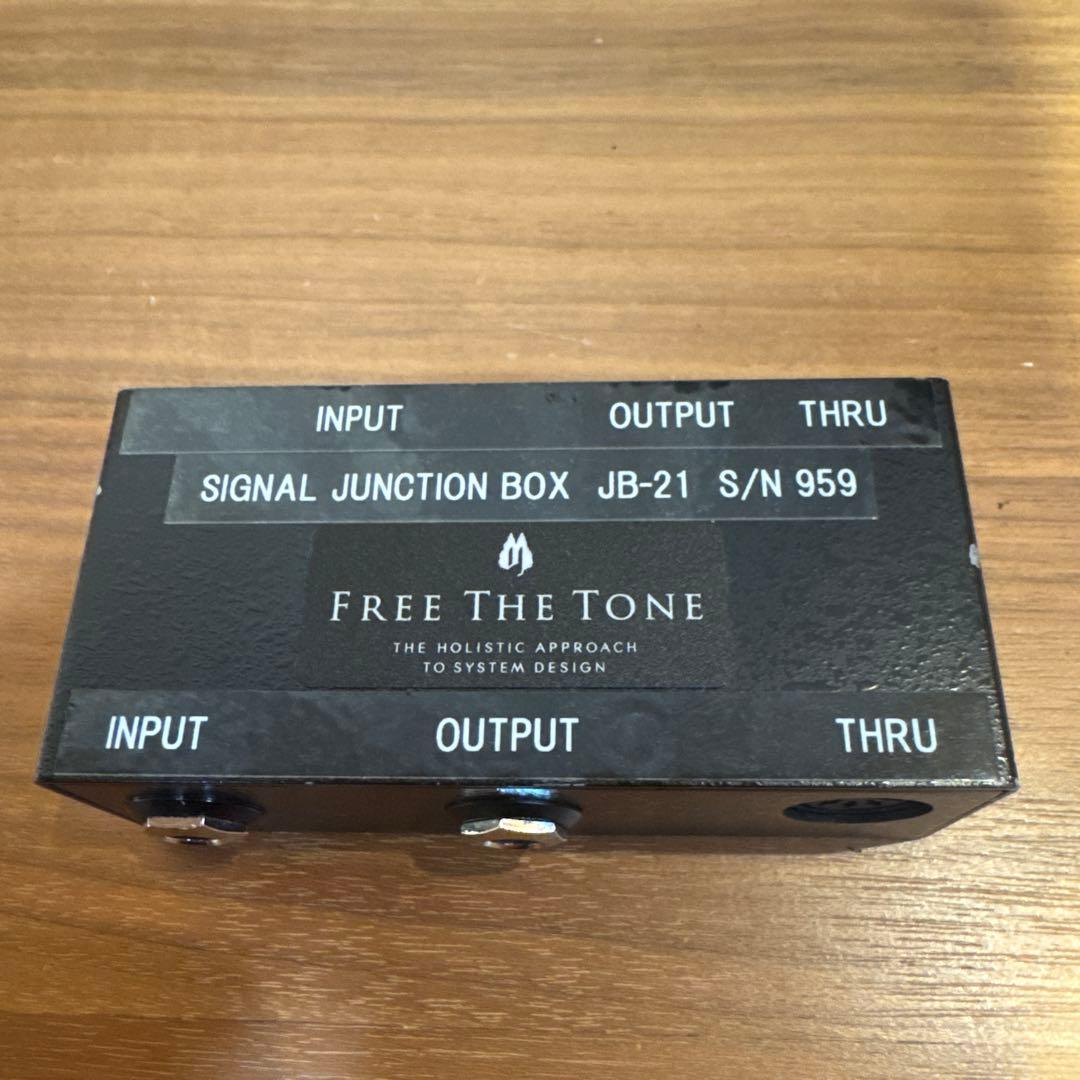 INPUT OUTPUT THRU
SIGNAL JUNCTION BOX JB-21 S/N 959
FREE THE TONE
THE HOLISTIC APPROACH
TO SYSTEM DESIGN
INPUT OUTPUT THRU